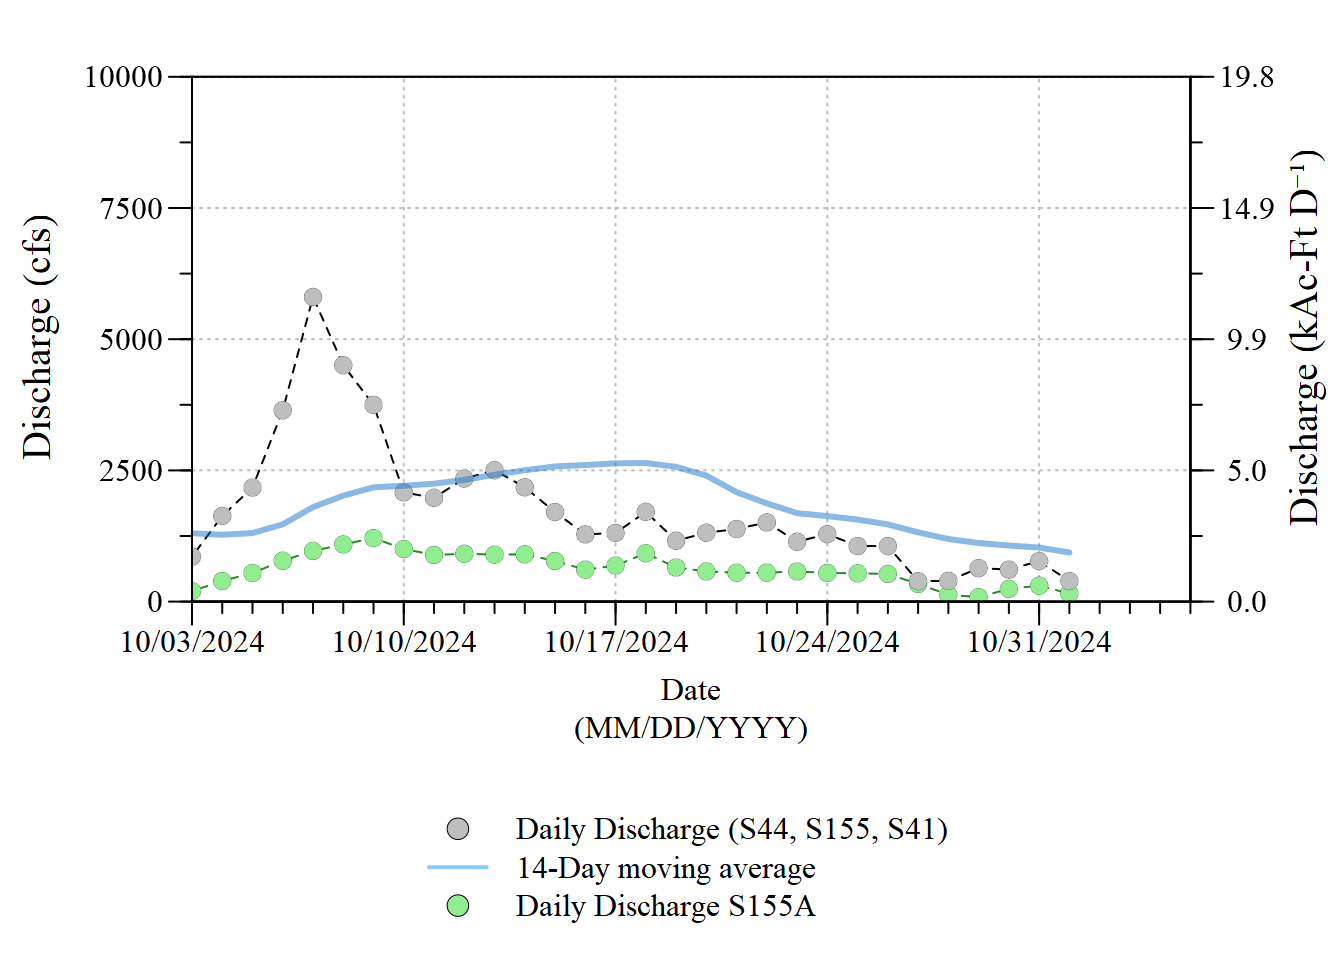 10000
7500
5000
2500
0
Discharge (cfs)
19.8
14.9
9.9
5.0
0.0
Discharge (kAc-Ft D⁻¹)
10/03/2024
10/10/2024
10/17/2024
10/24/2024
10/31/2024
Date
(MM/DD/YYYY)
Daily Discharge (S44, S155, S41)
14-Day moving average
Daily Discharge S155A